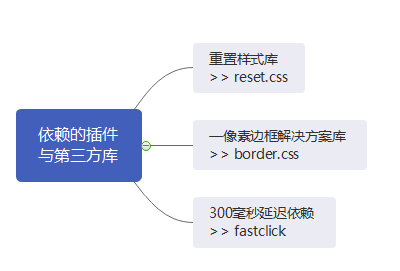 依赖的插件
与第三方库
重置样式库
>> reset.css
一像素边框解决方案库
>> border.css
300毫秒延迟依赖
>> fastclick